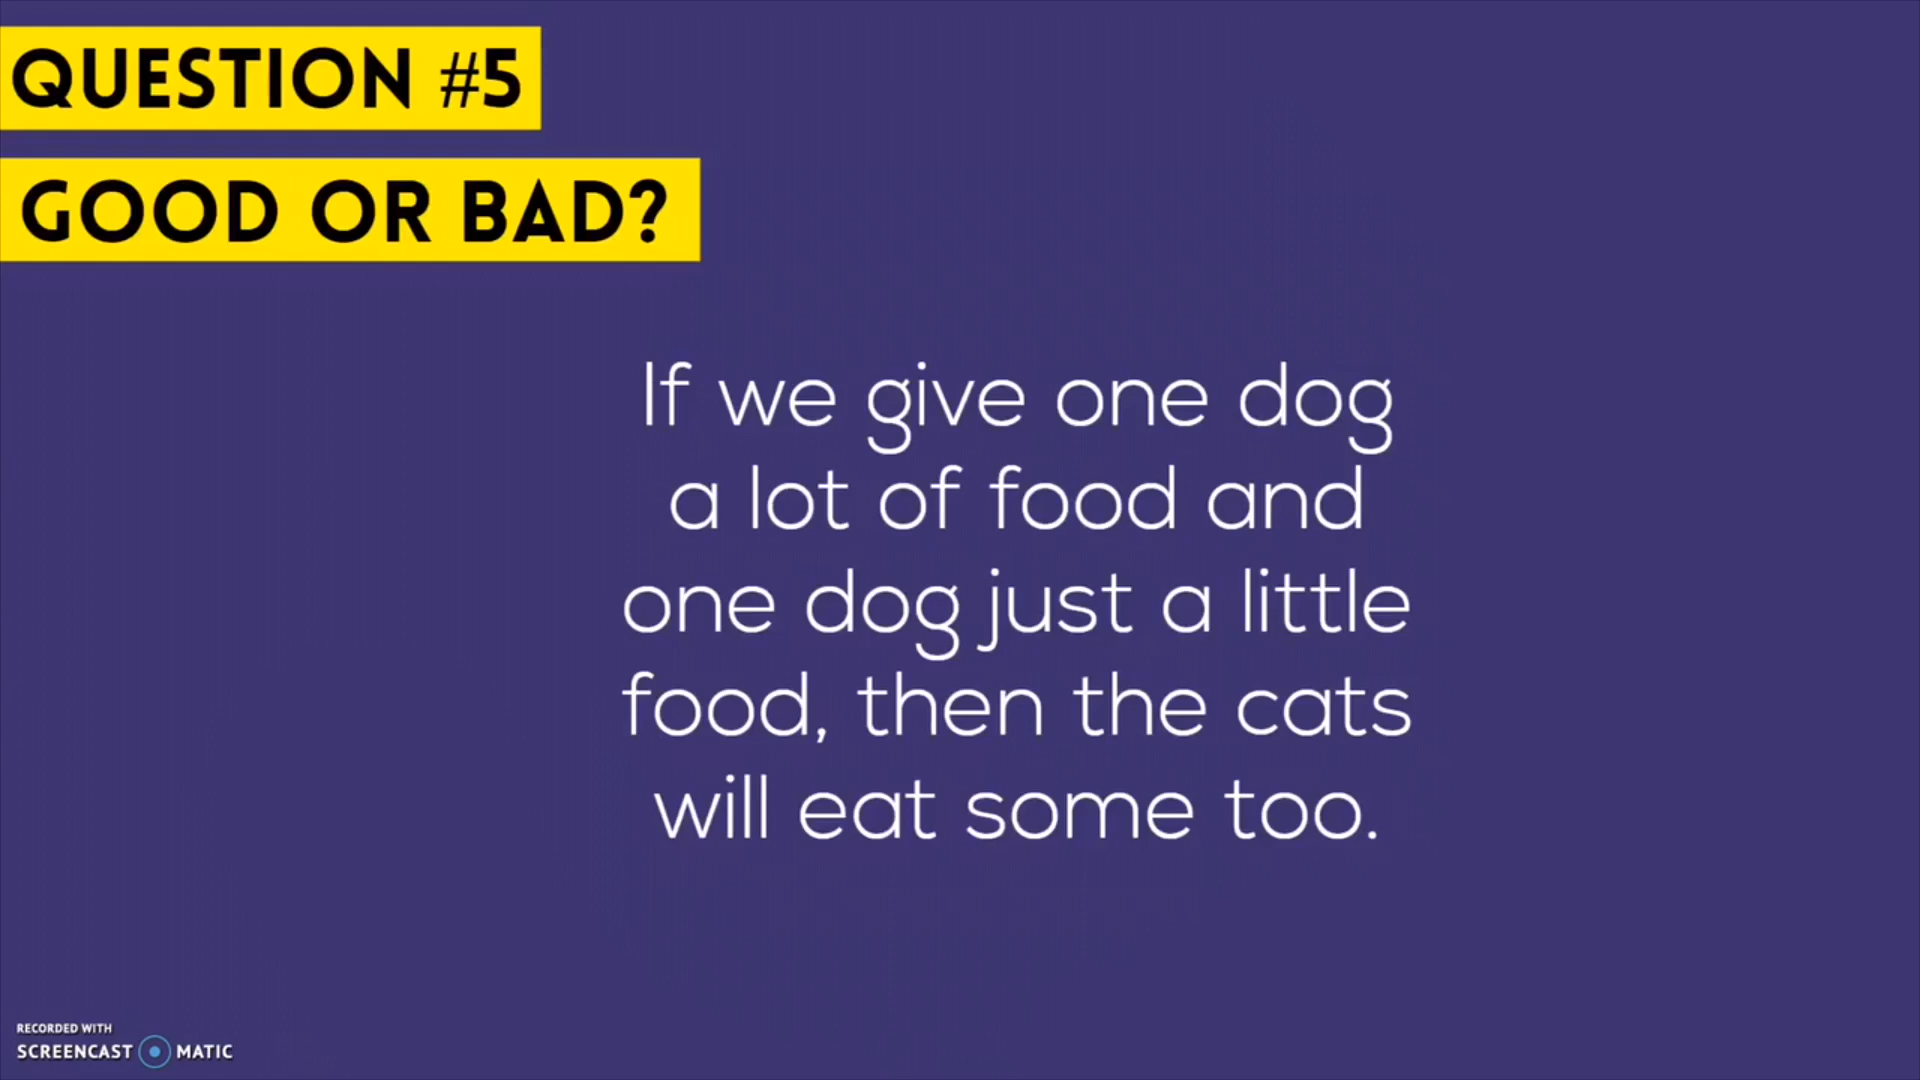 QUESTION #5
GOOD OR BAD?
If we give one dog
a lot of food and
one dog just a little
food, then the cats
will eat some too.
RECORDED WITH
SCREENCAST MATIC